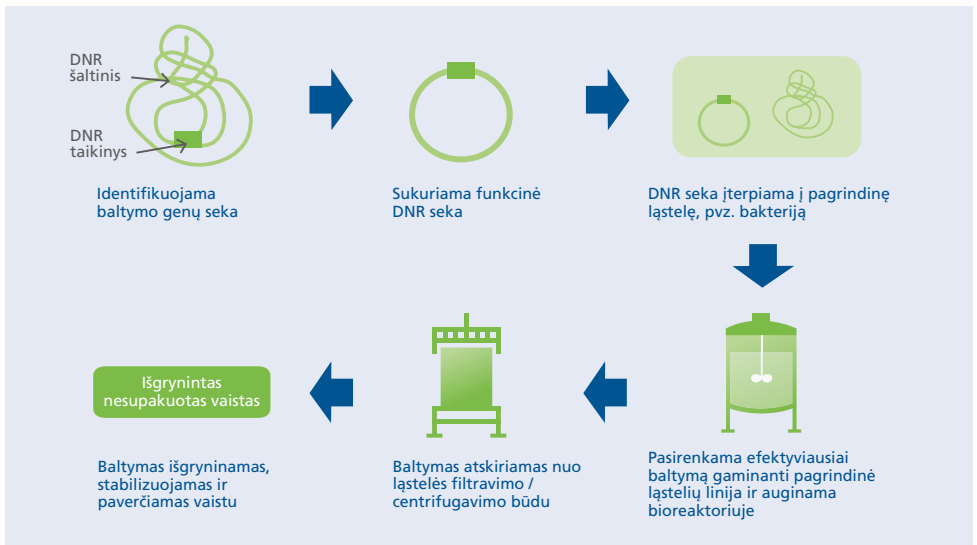 DNR
šaltinis
DNR
taikinys
Identifikuojama
baltymo genų seka
Sukuriama funkcinė
DNR seka
DNR seka įterpiama į pagrindinę
ląstelę, pvz. bakteriją
Pasirenkama efektyviausiai
baltymą gaminanti pagrindinė
ląstelių linija ir auginama
bioreaktoriuje
Baltymas atskiriamas nuo
ląstelės filtravimo /
centrifugavimo būdu
Išgrynintas
nesupakuotas vaistas
Baltymas išgryninamas,
stabilizuojamas ir
paverčiamas vaistu